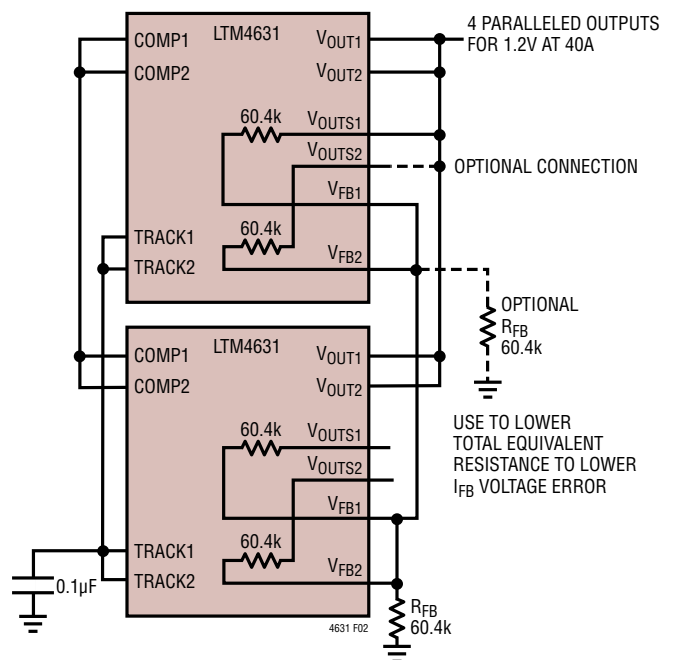 4 PARALLELED OUTPUTS
FOR 1.2V AT 40A
LTM4631
COMP1
COMP2
VOUT1
VOUT2
60.4k
VOUTS1
VOUTS2
OPTIONAL CONNECTION
VFB1
60.4k
TRACK1
TRACK2
VFB2
OPTIONAL
RFB
60.4k
LTM4631
COMP1
COMP2
VOUT1
VOUT2
60.4k
VOUTS1
VOUTS2
USE TO LOWER
TOTAL EQUIVALENT
RESISTANCE TO LOWER
IFB VOLTAGE ERROR
VFB1
60.4k
TRACK1
TRACK2
VFB2
0.1µF
RFB
60.4k
4631 F02